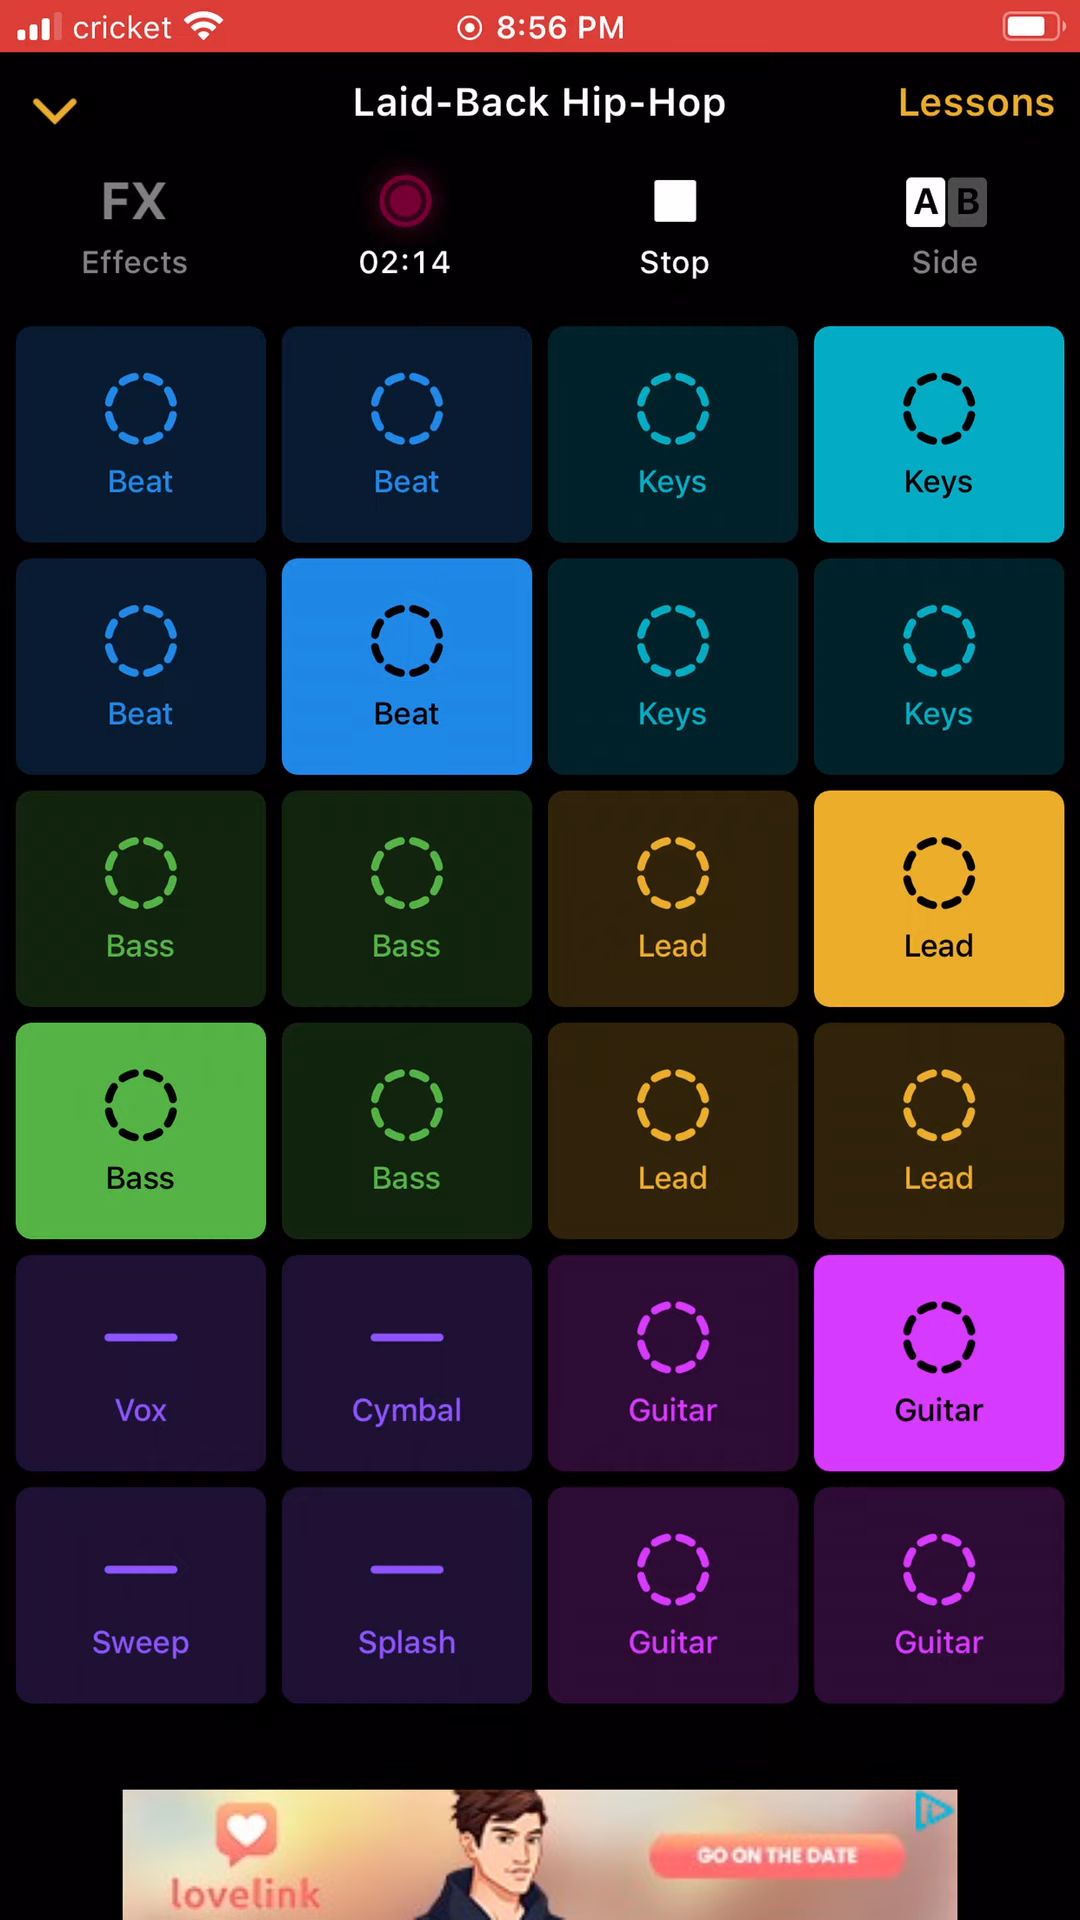 cricket 8:56 PM
Laid-Back Hip-Hop Lessons
FX A B
Effects 02:14 Stop Side
Beat Beat Keys Keys
Beat Beat Keys Keys
Bass Bass Lead Lead
Bass Bass Lead Lead
Vox Cymbal Guitar Guitar
Sweep Splash Guitar Guitar
GO ON THE DATE
lovelink